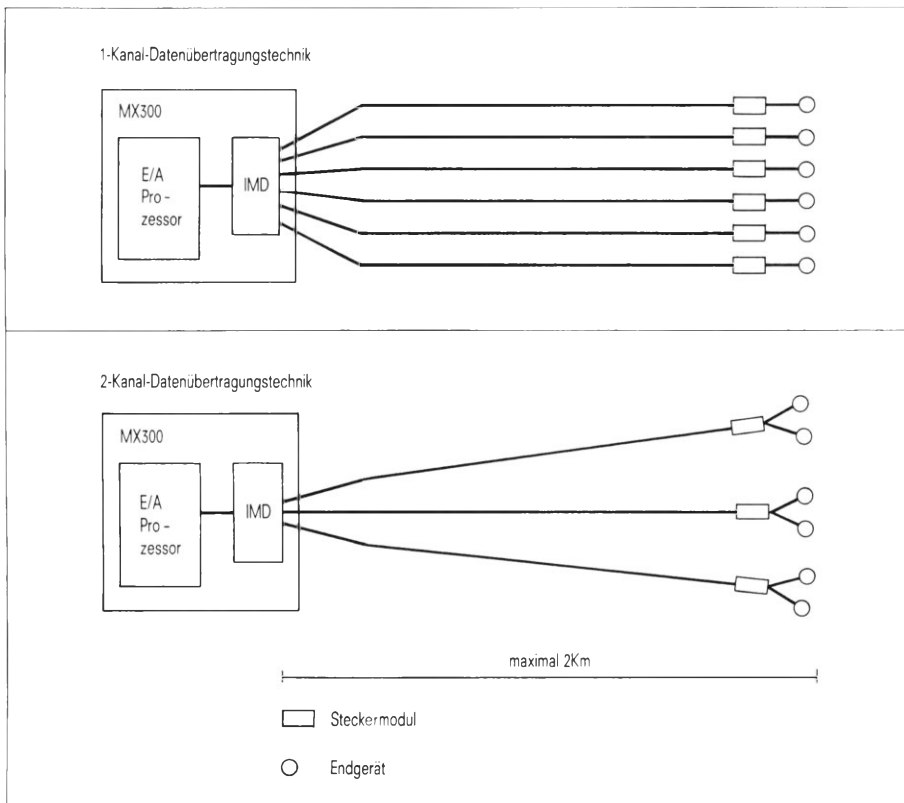 1-Kanal-Datenübertragungstechnik
MX300
E/A
Pro -
zessor
IMD
2-Kanal-Datenübertragungstechnik
MX300
E/A
Pro -
zessor
IMD
maximal 2Km
Steckermodul
Endgerät